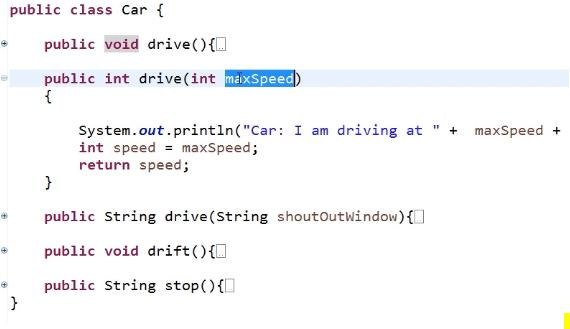 public class Car {
public void drive(){
public int drive(int maxSpeed)
{
System.out.println("Car: I am driving at " + maxSpeed +
int speed = maxSpeed;
return speed;
}
public String drive(String shoutOutWindow){
public void drift(){
public String stop(){
}